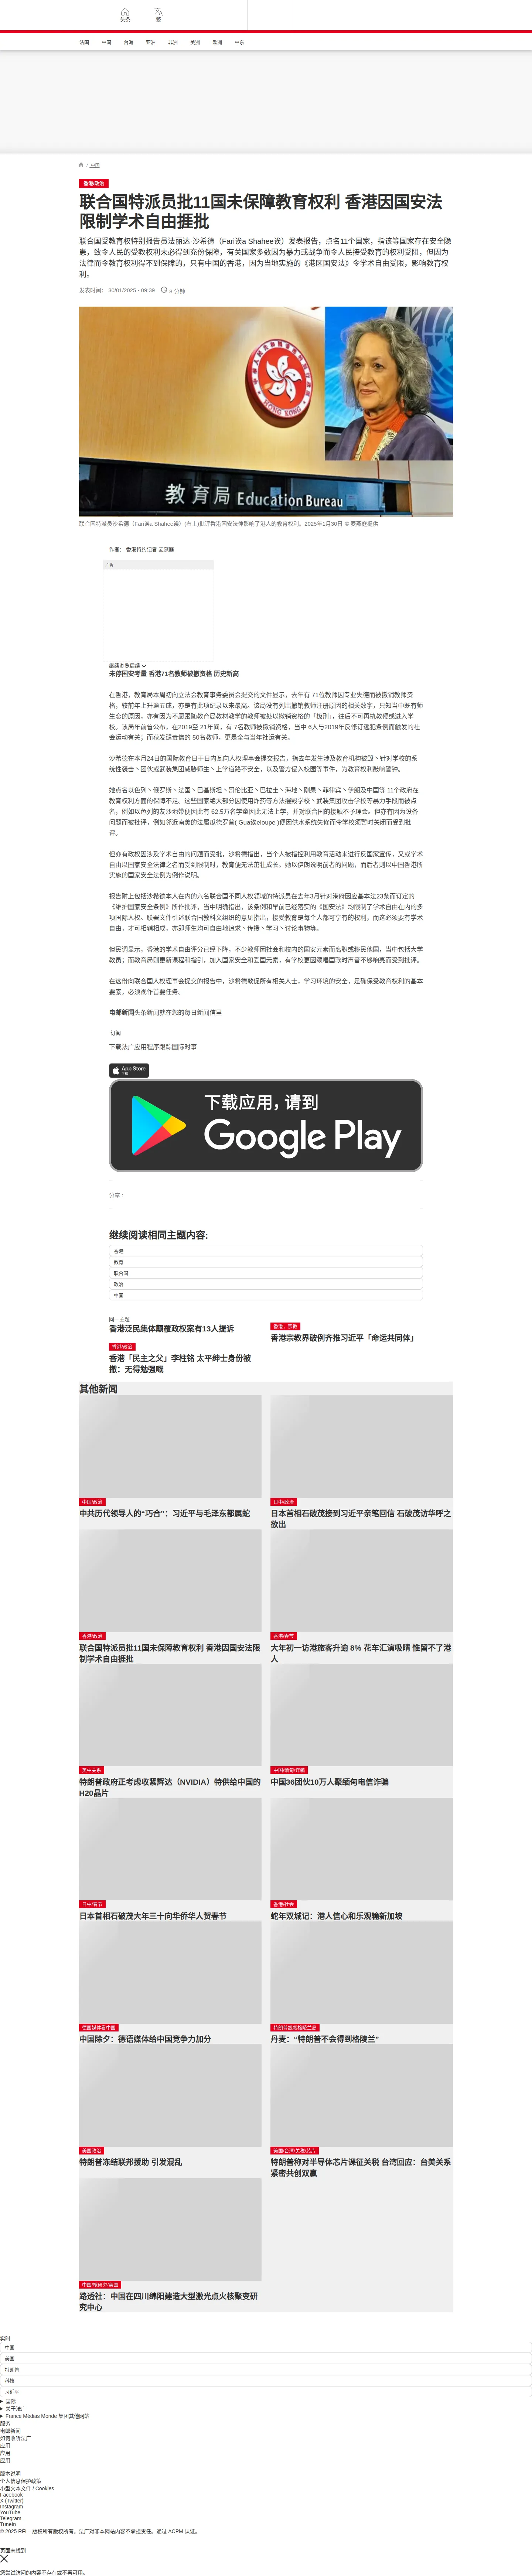 头条
繁
法国
中国
台海
亚洲
非洲
美洲
欧洲
中东
/ 中国
香港/政治
联合国特派员批11国未保障教育权利 香港因国安法
限制学术自由捱批
联合国受教育权特别报告员法丽达·沙希德（Fari误a Shahee误）发表报告，点名11个国家，指该等国家存在安全隐
患，致令人民的受教权利未必得到充份保障，有关国家多数因为暴力或战争而令人民接受教育的权利受阻，但因为
法律而令教育权利得不到保障的，只有中国的香港，因为当地实施的《港区国安法》令学术自由受限，影响教育权
利。
发表时间： 30/01/2025 - 09:39
8 分钟
教育局 Education Bureau
HONG KONG
联合国特派员沙希德（Fari误a Shahee误）(右上)批评香港国安法律影响了港人的教育权利。2025年1月30日 © 麦燕庭提供
作者： 香港特约记者 麦燕庭
广告
继续浏览后续
未停国安考量 香港71名教师被撤资格 历史新高
在香港，教育局本周初向立法会教育事务委员会提交的文件显示，去年有 71位教师因专业失德而被撤销教师资
格，较前年上升逾五成，亦是有此项纪录以来最高。该局没有列出撤销教师注册原因的相关数字，只知当中既有师
生恋的原因，亦有因为不愿跟随教育局教材教学的教师被处以撤销资格的「极刑」，往后不可再执教鞭或进入学
校。该局年前曾公布，在2019至 21年间，有 7名教师被撤销资格，当中 6人与2019年反修订逃犯条例而触发的社
会运动有关；而获发谴责信的 50名教师，更是全与当年社运有关。
沙希德在本月24日的国际教育日于日内瓦向人权理事会提交报告，指去年发生涉及教育机构被毁丶针对学校的系
统性袭击丶团伙或武装集团威胁师生丶上学道路不安全，以及警方侵入校园等事件，为教育权利敲响警钟。
她点名以色列丶俄罗斯丶法国丶巴基斯坦丶哥伦比亚丶巴拉圭丶海地丶刚果丶菲律宾丶伊朗及中国等 11个政府在
教育权利方面的保障不足。这些国家绝大部分因使用炸药等方法摧毁学校丶武装集团攻击学校等暴力手段而被点
名，例如以色列的友沙地带便因此有 62.5万名学童因此无法上学，并对联合国的接触不予理会。但亦有因为设备
问题而被批评，例如邻近南美的法属瓜德罗普( Gua误eloupe )便因供水系统失修而令学校须暂时关闭而受到批
评。
但亦有政权因涉及学术自由的问题而受批，沙希德指出，当个人被指控利用教育活动来进行反国家宣传，又或学术
自由以国家安全法律之名而受到限制时，教育便无法茁壮成长。她以伊朗说明前者的问题，而后者则以中国香港所
实施的国家安全法例为例作说明。
报告附上包括沙希德本人在内的六名联合国不同人权领域的特派员在去年3月针对港府因应基本法23条而订定的
《维护国家安全条例》所作批评，当中明确指出，该条例和早前已经落实的《国安法》均限制了学术自由在内的多
项国际人权。联署文件引述联合国教科文组织的意见指出，接受教育是每个人都可享有的权利，而这必须要有学术
自由，才可相辅相成，亦即师生均可自由地追求丶传授丶学习丶讨论事物等。
但民调显示，香港的学术自由评分已经下降，不少教师因社会和校内的国安元素而离职或移民他国，当中包括大学
教员；而教育局则更新课程和指引，加入国家安全和爱国元素，有学校更因颂唱国歌时声音不够响亮而受到批评。
在这份向联合国人权理事会提交的报告中，沙希德敦促所有相关人士，学习环境的安全，是确保受教育权利的基本
要素，必须视作首要任务。
电邮新闻头条新闻就在您的每日新闻信里
订阅
下载法广应用程序跟踪国际时事
App Store
下载应用，请到
Google Play
分享 :
继续阅读相同主题内容:
香港
教育
联合国
政治
中国
同一主题
香港泛民集体颠覆政权案有13人提诉
香港、宗教
香港宗教界破例齐推习近平「命运共同体」
香港/政治
香港「民主之父」李柱铭 太平绅士身份被
撤：无得勉强嘅
其他新闻
中国/政治
中共历代领导人的“巧合”：习近平与毛泽东都属蛇
日中/政治
日本首相石破茂接到习近平亲笔回信 石破茂访华呼之
欲出
香港/政治
联合国特派员批11国未保障教育权利 香港因国安法限
制学术自由捱批
香港/春节
大年初一访港旅客升逾 8% 花车汇演吸晴 惟留不了港
人
美中关系
特朗普政府正考虑收紧辉达（NVIDIA）特供给中国的
H20晶片
中国/缅甸/诈骗
中国36团伙10万人聚缅甸电信诈骗
日中/春节
日本首相石破茂大年三十向华侨华人贺春节
香港/社会
蛇年双城记：港人信心和乐观输新加坡
德国媒体看中国
中国除夕：德语媒体给中国竞争力加分
特朗普觊觎格陵兰岛
丹麦：“特朗普不会得到格陵兰”
美国政治
特朗普冻结联邦援助 引发混乱
美国/台湾/关税/芯片
特朗普称对半导体芯片课征关税 台湾回应：台美关系
紧密共创双赢
中国/核研究/美国
路透社：中国在四川绵阳建造大型激光点火核聚变研
究中心
实时
中国
美国
特朗普
科技
习近平
国际
关于法广
France Médias Monde 集团其他网站
服务
电邮新闻
如何收听法广
应用
应用
应用
版本说明
个人信息保护政策
小型文本文件 / Cookies
Facebook
X (Twitter)
Instagram
YouTube
Telegram
TuneIn
© 2025 RFI – 版权所有版权所有。法广对非本网站内容不承担责任。通过 ACPM 认证。
页面未找到
您尝试访问的内容不存在或不再可用。